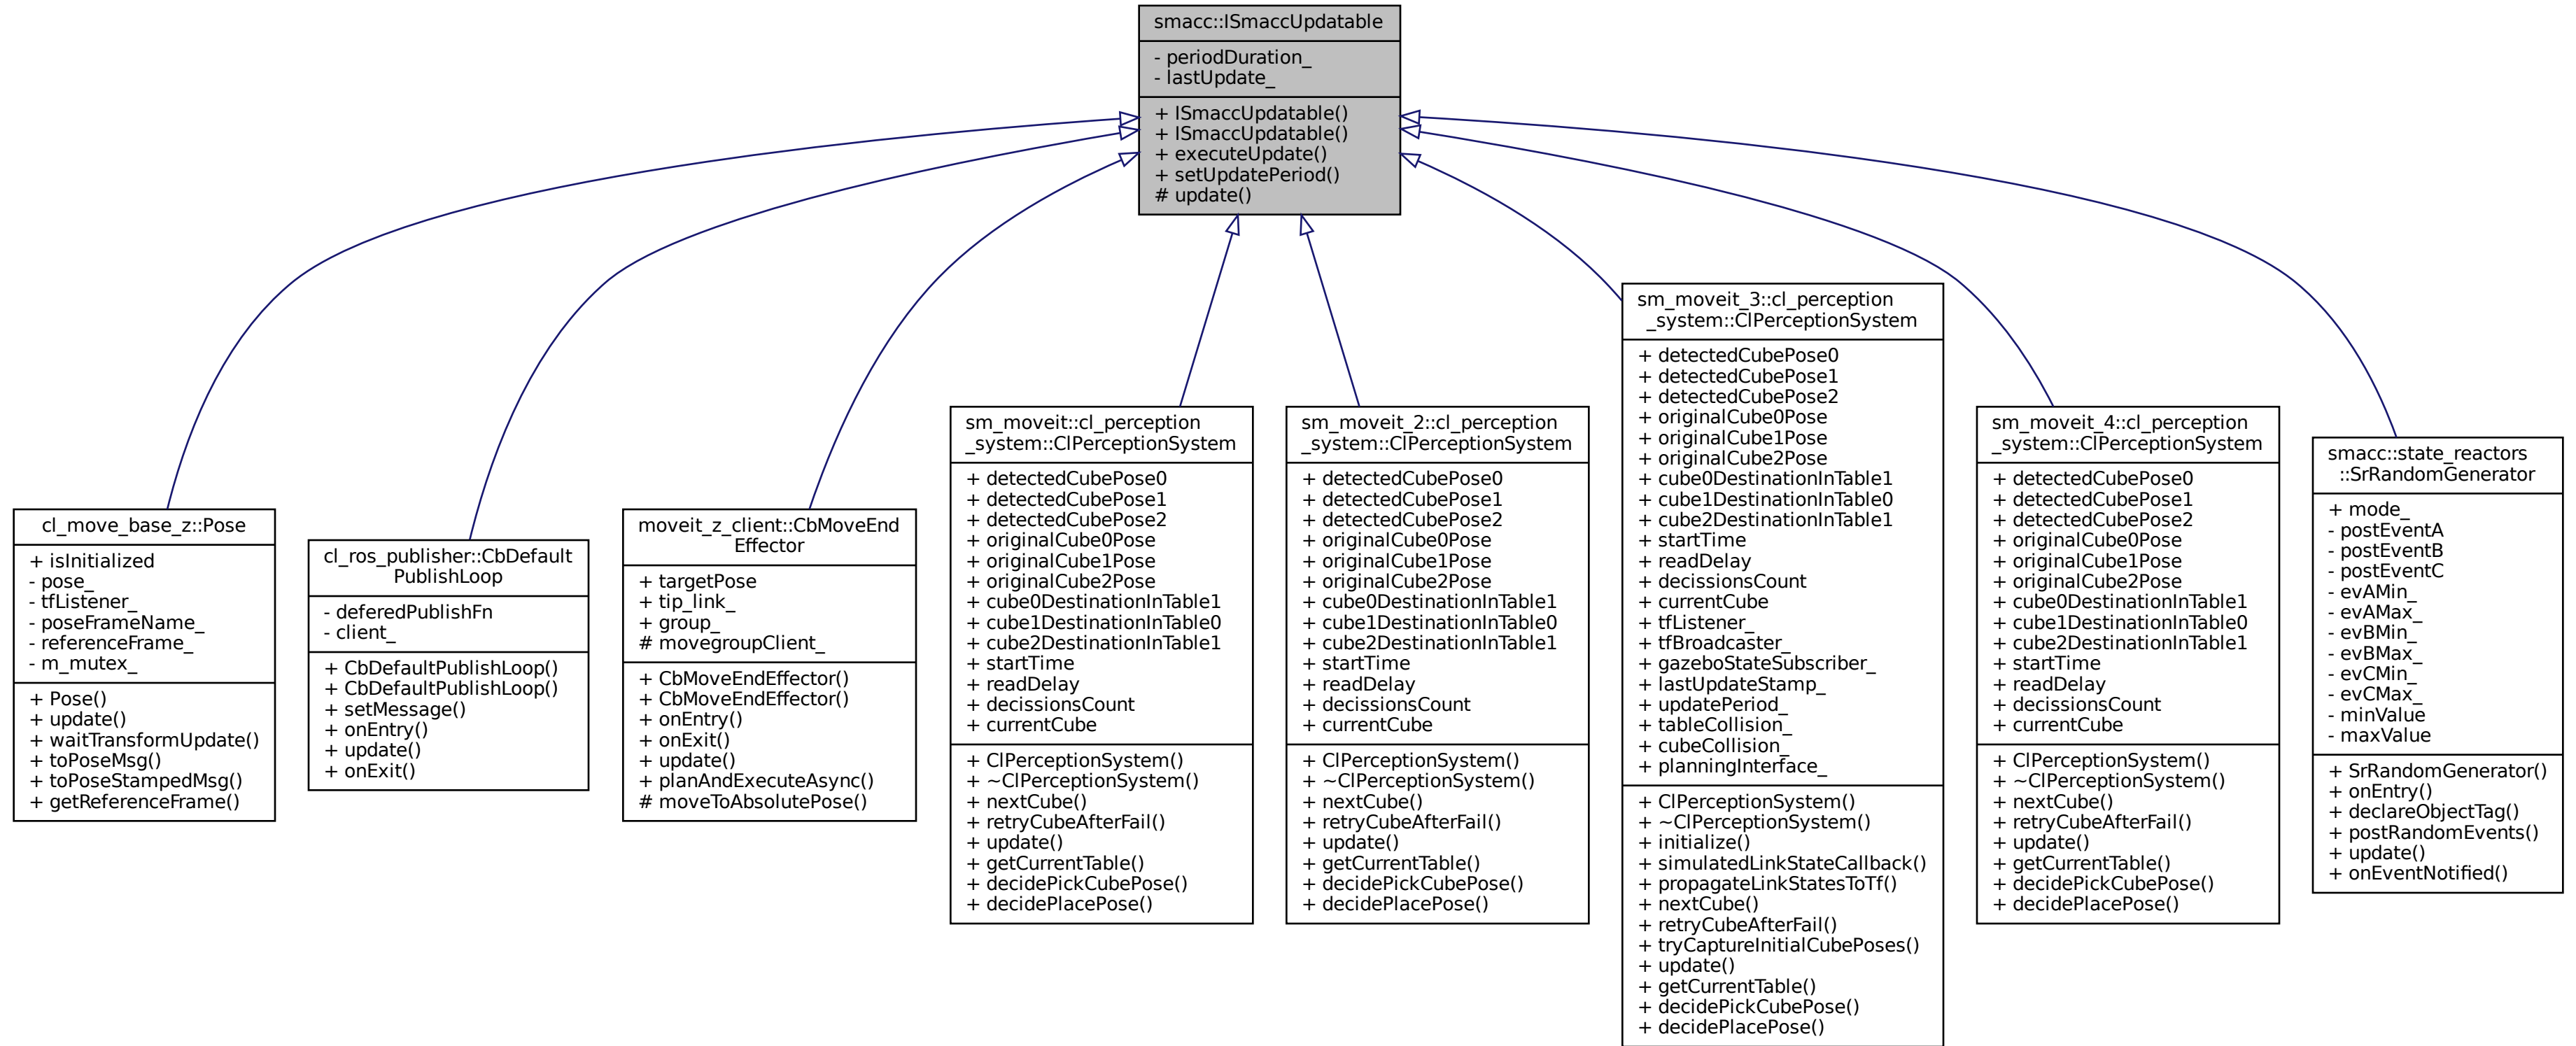 smacc::ISmaccUpdatable
- periodDuration_
- lastUpdate_
+ ISmaccUpdatable()
+ ISmaccUpdatable()
+ executeUpdate()
+ setUpdatePeriod()
# update()
cl_move_base_z::Pose
+ isInitialized
- pose_
- tfListener_
- poseFrameName_
- referenceFrame_
- m_mutex_
+ Pose()
+ update()
+ waitTransformUpdate()
+ toPoseMsg()
+ toPoseStampedMsg()
+ getReferenceFrame()
cl_ros_publisher::CbDefault
PublishLoop
- deferedPublishFn
- client_
+ CbDefaultPublishLoop()
+ CbDefaultPublishLoop()
+ setMessage()
+ onEntry()
+ update()
+ onExit()
moveit_z_client::CbMoveEnd
Effector
+ targetPose
+ tip_link_
+ group_
# movegroupClient_
+ CbMoveEndEffector()
+ CbMoveEndEffector()
+ onEntry()
+ onExit()
+ update()
+ planAndExecuteAsync()
# moveToAbsolutePose()
sm_moveit::cl_perception
_system::ClPerceptionSystem
+ detectedCubePose0
+ detectedCubePose1
+ detectedCubePose2
+ originalCube0Pose
+ originalCube1Pose
+ originalCube2Pose
+ cube0DestinationInTable1
+ cube1DestinationInTable0
+ cube2DestinationInTable1
+ startTime
+ readDelay
+ decissionsCount
+ currentCube
+ ClPerceptionSystem()
+ ~ClPerceptionSystem()
+ nextCube()
+ retryCubeAfterFail()
+ update()
+ getCurrentTable()
+ decidePickCubePose()
+ decidePlacePose()
sm_moveit_2::cl_perception
_system::ClPerceptionSystem
+ detectedCubePose0
+ detectedCubePose1
+ detectedCubePose2
+ originalCube0Pose
+ originalCube1Pose
+ originalCube2Pose
+ cube0DestinationInTable1
+ cube1DestinationInTable0
+ cube2DestinationInTable1
+ startTime
+ readDelay
+ decissionsCount
+ currentCube
+ ClPerceptionSystem()
+ ~ClPerceptionSystem()
+ nextCube()
+ retryCubeAfterFail()
+ update()
+ getCurrentTable()
+ decidePickCubePose()
+ decidePlacePose()
sm_moveit_3::cl_perception
_system::ClPerceptionSystem
+ detectedCubePose0
+ detectedCubePose1
+ detectedCubePose2
+ originalCube0Pose
+ originalCube1Pose
+ originalCube2Pose
+ cube0DestinationInTable1
+ cube1DestinationInTable0
+ cube2DestinationInTable1
+ startTime
+ readDelay
+ decissionsCount
+ currentCube
+ tfListener_
+ tfBroadcaster_
+ gazeboStateSubscriber_
+ lastUpdateStamp_
+ updatePeriod_
+ tableCollision_
+ cubeCollision_
+ planningInterface_
+ ClPerceptionSystem()
+ ~ClPerceptionSystem()
+ initialize()
+ simulatedLinkStateCallback()
+ propagateLinkStatesToTf()
+ nextCube()
+ retryCubeAfterFail()
+ tryCaptureInitialCubePoses()
+ update()
+ getCurrentTable()
+ decidePickCubePose()
+ decidePlacePose()
sm_moveit_4::cl_perception
_system::ClPerceptionSystem
+ detectedCubePose0
+ detectedCubePose1
+ detectedCubePose2
+ originalCube0Pose
+ originalCube1Pose
+ originalCube2Pose
+ cube0DestinationInTable1
+ cube1DestinationInTable0
+ cube2DestinationInTable1
+ startTime
+ readDelay
+ decissionsCount
+ currentCube
+ ClPerceptionSystem()
+ ~ClPerceptionSystem()
+ nextCube()
+ retryCubeAfterFail()
+ update()
+ getCurrentTable()
+ decidePickCubePose()
+ decidePlacePose()
smacc::state_reactors
::SrRandomGenerator
+ mode_
- postEventA
- postEventB
- postEventC
- evAMin_
- evAMax_
- evBMin_
- evBMax_
- evCMin_
- evCMax_
- minValue
- maxValue
+ SrRandomGenerator()
+ onEntry()
+ declareObjectTag()
+ postRandomEvents()
+ update()
+ onEventNotified()